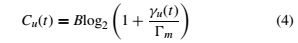 C_u(t) = B log_2 ( 1 + γ_u(t) / Γ_m ) (4)